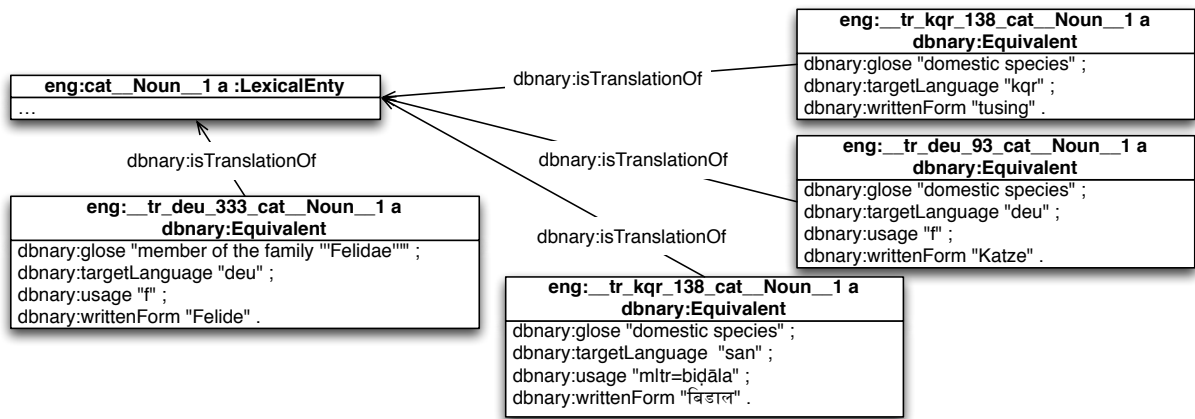 eng:__tr_kqr_138_cat__Noun__1 a
dbnary:Equivalent
dbnary:glose "domestic species" ;
dbnary:targetLanguage "kqr" ;
dbnary:writtenForm "tusing" .
dbnary:isTranslationOf
eng:cat__Noun__1 a :LexicalEnty
...
dbnary:isTranslationOf
dbnary:isTranslationOf
eng:__tr_deu_93_cat__Noun__1 a
dbnary:Equivalent
dbnary:glose "domestic species" ;
dbnary:targetLanguage "deu" ;
dbnary:usage "f" ;
dbnary:writtenForm "Katze" .
eng:__tr_deu_333_cat__Noun__1 a
dbnary:Equivalent
dbnary:glose "member of the family '''Felidae'''" ;
dbnary:targetLanguage "deu" ;
dbnary:usage "f" ;
dbnary:writtenForm "Felide" .
dbnary:isTranslationOf
eng:__tr_kqr_138_cat__Noun__1 a
dbnary:Equivalent
dbnary:glose "domestic species" ;
dbnary:targetLanguage "san" ;
dbnary:usage "mltr=biḍāla" ;
dbnary:writtenForm "बिडाल" .